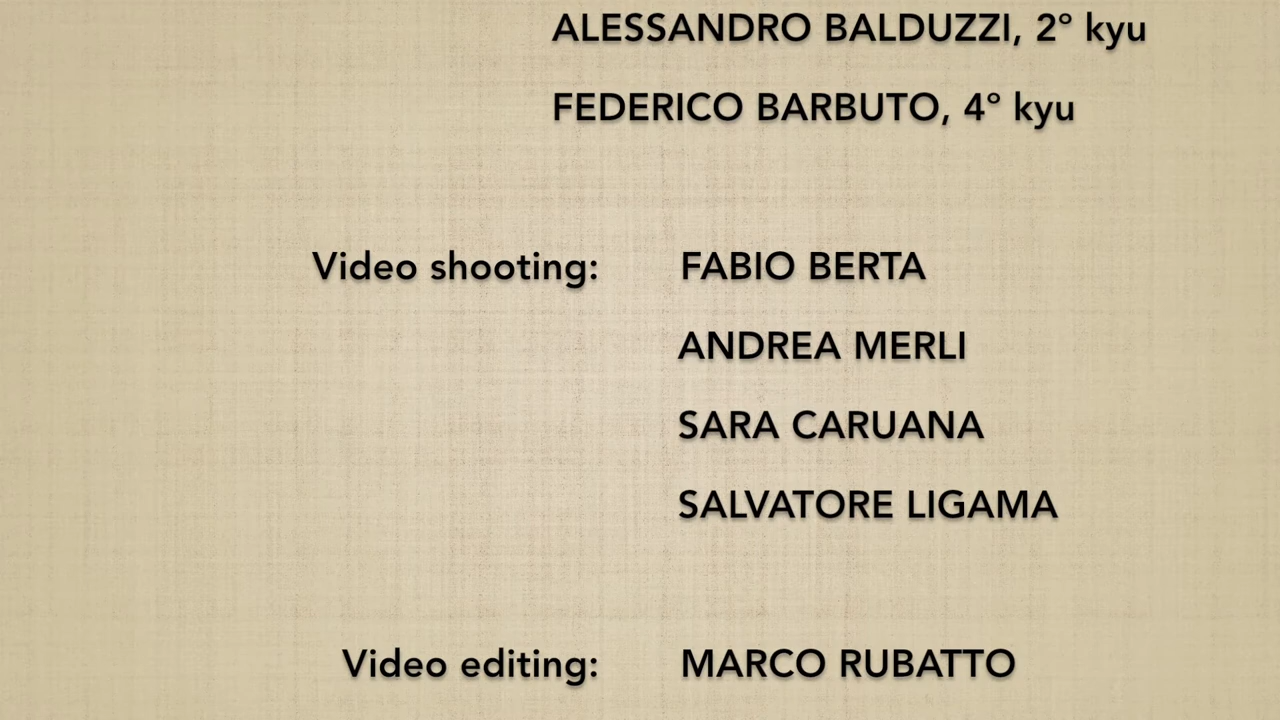 ALESSANDRO BALDUZZI, 2° kyu
FEDERICO BARBUTO, 4° kyu
Video shooting: FABIO BERTA
ANDREA MERLI
SARA CARUANA
SALVATORE LIGAMA
Video editing: MARCO RUBATTO